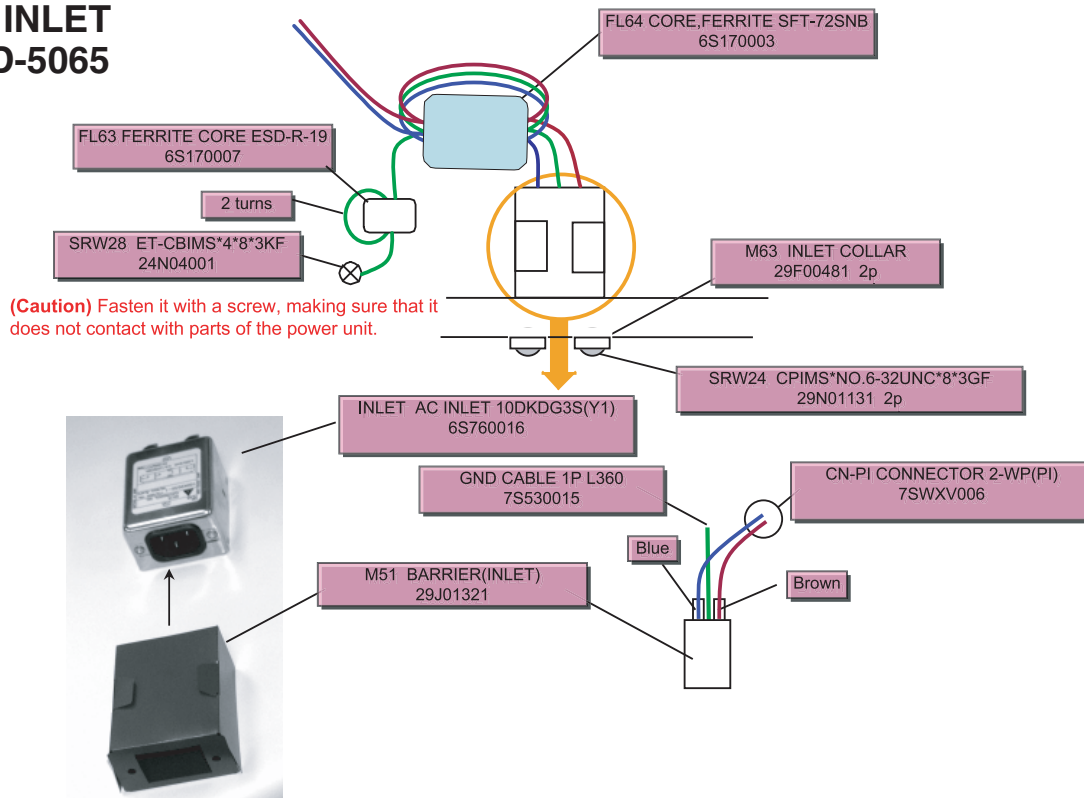 INLET
D-5065
FL64 CORE,FERRITE SFT-72SNB
6S170003
FL63 FERRITE CORE ESD-R-19
6S170007
2 turns
SRW28 ET-CBIMS*4*8*3KF
24N04001
(Caution) Fasten it with a screw, making sure that it
does not contact with parts of the power unit.
M63 INLET COLLAR
29F00481 2p
SRW24 CPIMS*NO.6-32UNC*8*3GF
29N01131 2p
INLET AC INLET 10DKDG3S(Y1)
6S760016
GND CABLE 1P L360
7S530015
CN-PI CONNECTOR 2-WP(PI)
7SWXV006
Blue
Brown
M51 BARRIER(INLET)
29J01321